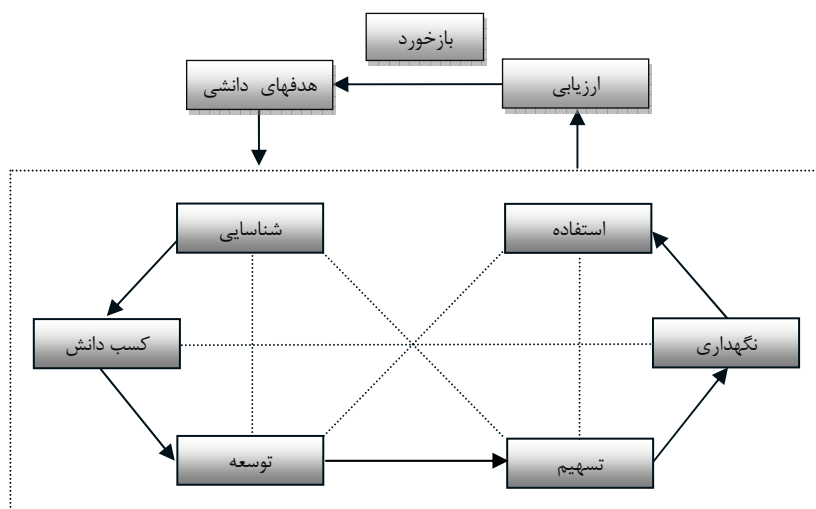 بازخورد
ارزیابی
هدفهای دانشی
استفاده
شناسایی
نگهداری
کسب دانش
تسهیم
توسعه